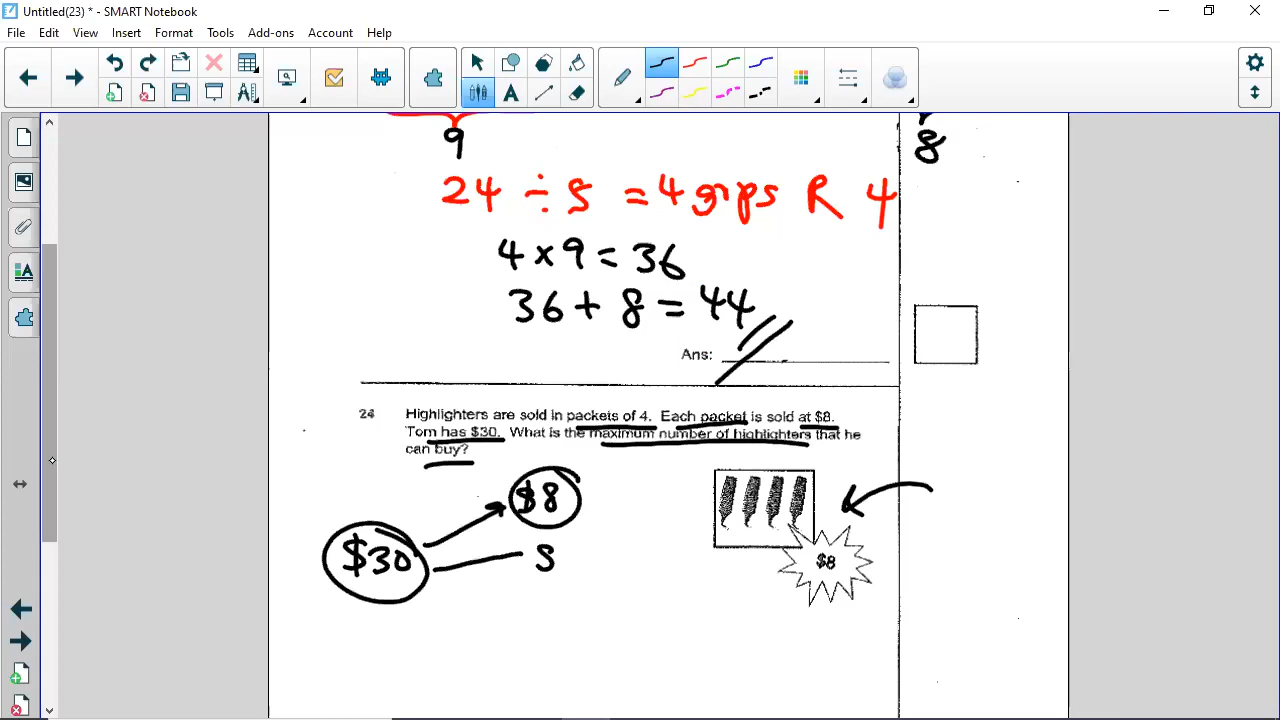 Untitled(23) * - SMART Notebook
File Edit View Insert Format Tools Add-ons Account Help
9
8
24 ÷ 5 = 4 grps R 4
4 × 9 = 36
36 + 8 = 44
Ans:
24 Highlighters are sold in packets of 4. Each packet is sold at $8.
Tom has $30. What is the maximum number of highlighters that he
can buy?
$8
$30
$8